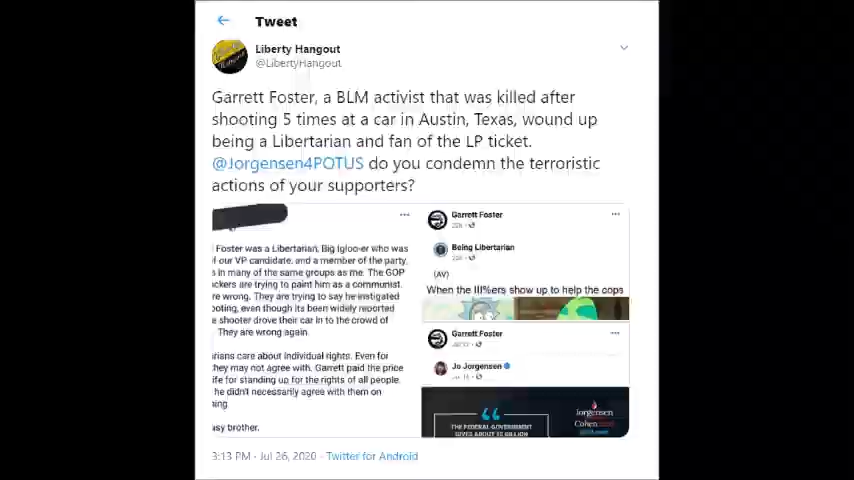 Tweet
Liberty Hangout
@LibertyHangout
Garrett Foster, a BLM activist that was killed after
shooting 5 times at a car in Austin, Texas, wound up
being a Libertarian and fan of the LP ticket.
@Jorgensen4POTUS do you condemn the terroristic
actions of your supporters?
Foster was a Libertarian, Big Igloo-er who was
f our VP candidate, and a member of the party,
s in many of the same groups as me. The GOP
ckers are trying to paint him as a communist.
re wrong. They are trying to say he instigated
ooting, even though its been widely reported
e shooter drove their car in to the crowd of
They are wrong again.
rians care about individual rights. Even for
hey may not agree with. Garrett paid the price
ife for standing up for the rights of all people.
he didn't necessarily agree with them on
ing
asy brother.
Garrett Foster
Being Libertarian
(AV)
When the III%ers show up to help the cops
Garrett Foster
Jo Jorgensen
THE FEDERAL GOVERNMENT
GIVES ABOUT $5 BILLION
Jorgensen
Cohen
3:13 PM · Jul 26, 2020 · Twitter for Android